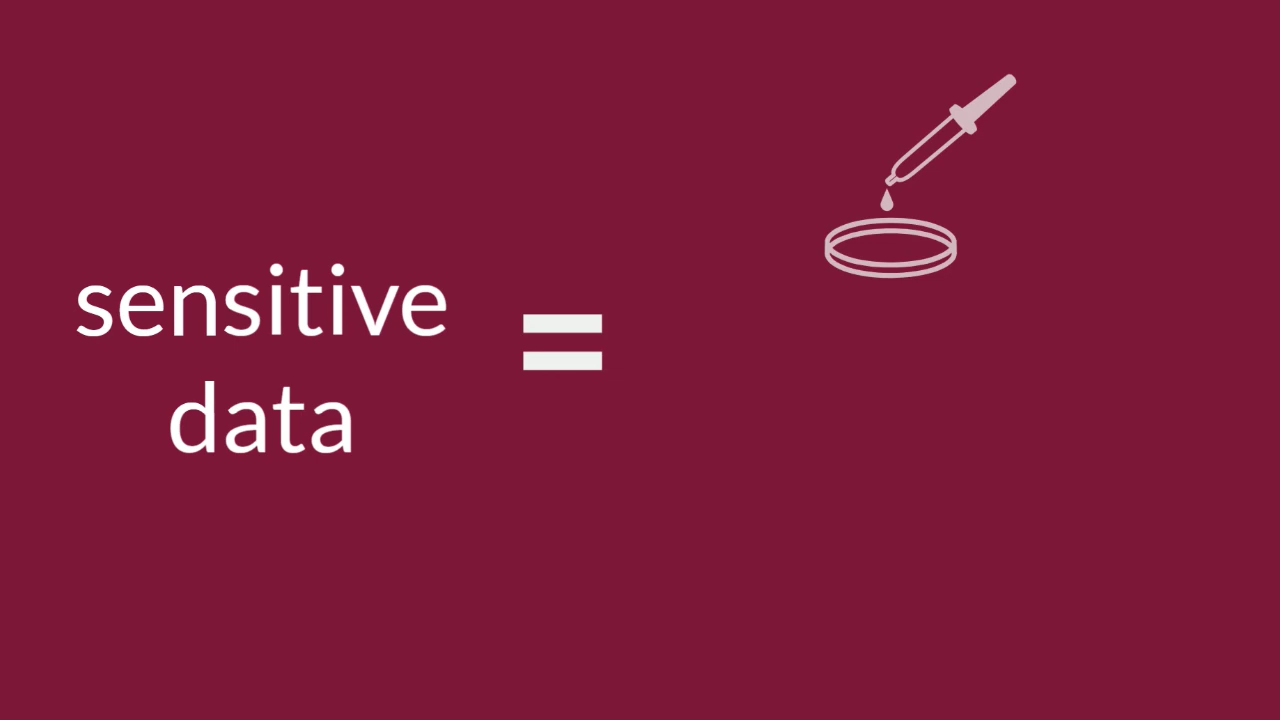 sensitive
data
=